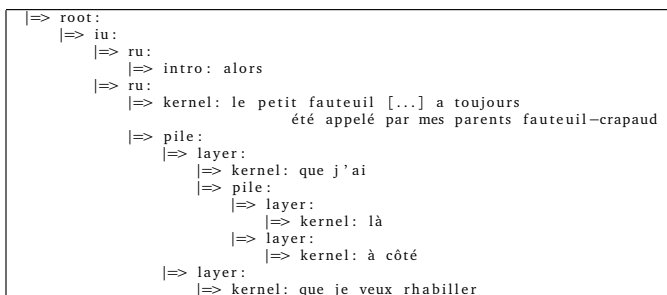 |=> root:
|=> iu:
|=> ru:
|=> intro: alors
|=> ru:
|=> kernel: le petit fauteuil [...] a toujours
été appelé par mes parents fauteuil–crapaud
|=> pile:
|=> layer:
|=> kernel: que j'ai
|=> pile:
|=> layer:
|=> kernel: là
|=> layer:
|=> kernel: à côté
|=> layer:
|=> kernel: que je veux rhabiller